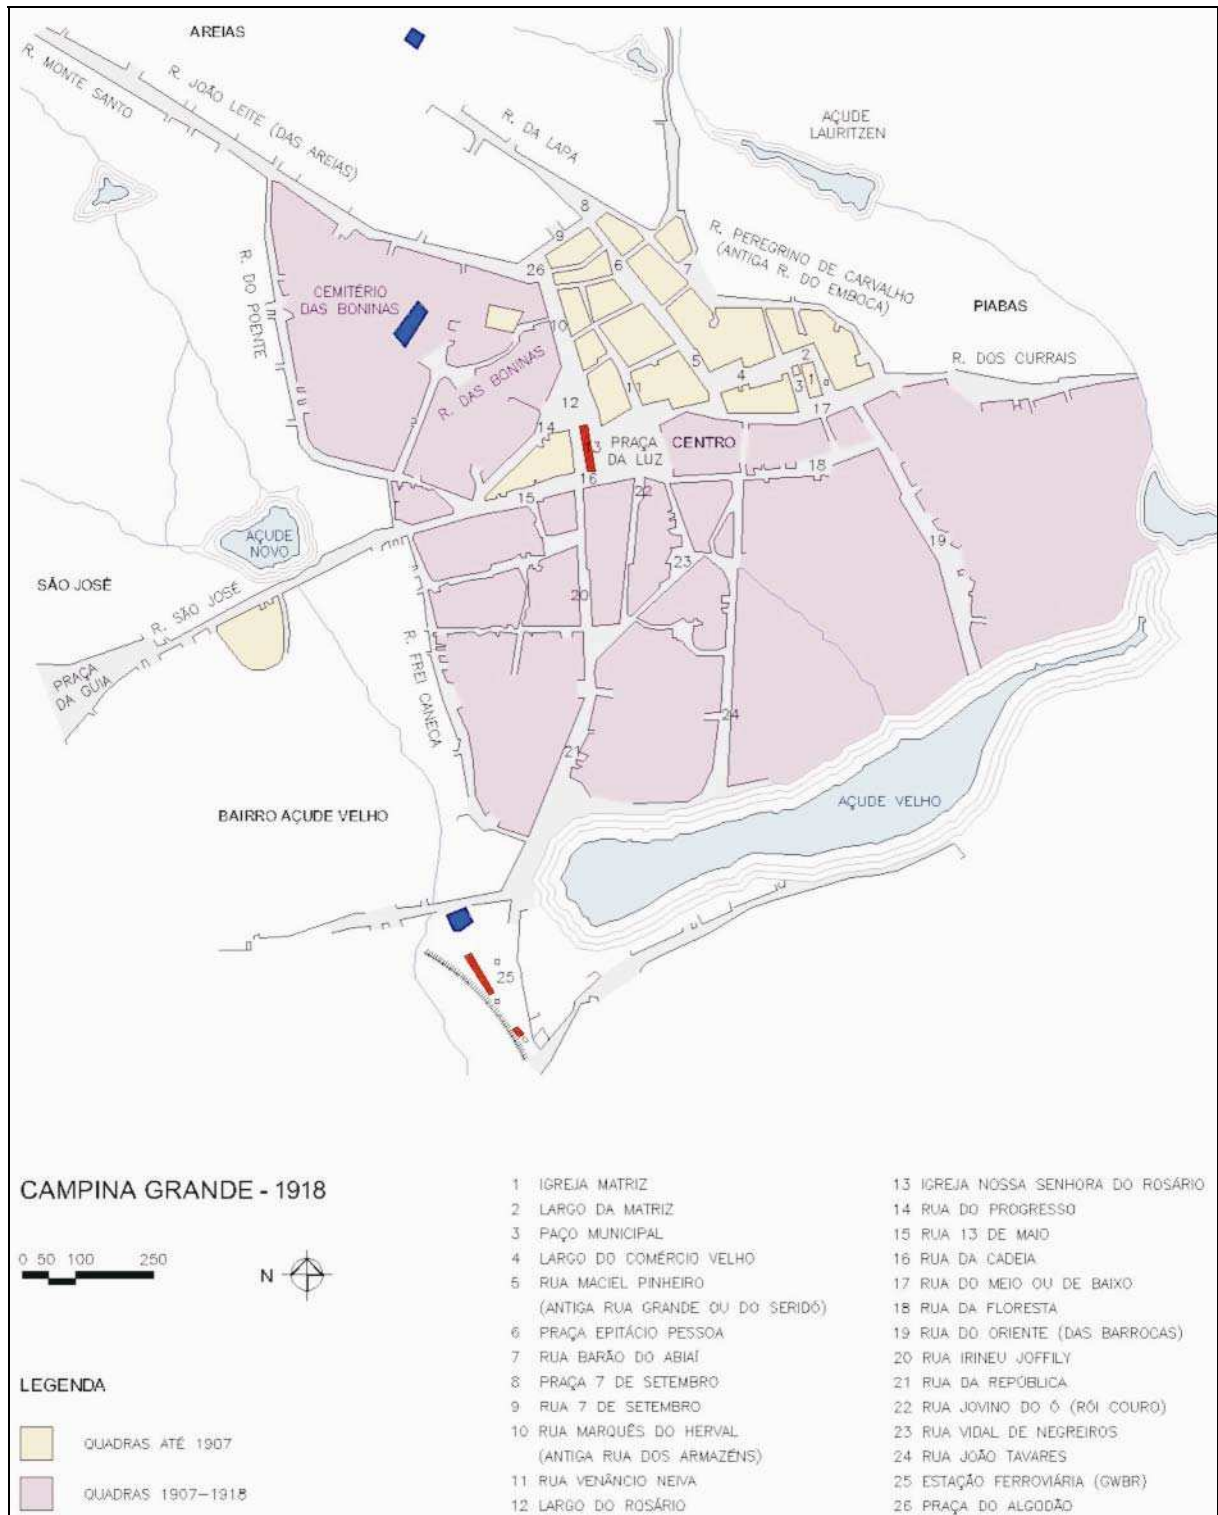 AREIAS
R. MONTE SANTO
R. JOÃO LEITE (DAS AREIAS)
R. DA LAPA
AÇUDE
LAURITZEN
8
9
26
6
7
R. PEREGRINO DE CARVALHO
(ANTIGA R. DO EMBOCA)
R. DO POENTE
CEMITÉRIO
DAS BONINAS
PIABAS
10
R. DAS BONINAS
5
4
2
3
1
R. DOS CURRAIS
11
12
17
14
13
PRAÇA
DA LUZ
CENTRO
16
18
15
22
AÇUDE
NOVO
19
23
SÃO JOSÉ
R. SÃO JOSÉ
20
R. FREI CANECA
PRAÇA
DA GUIA
24
21
BAIRRO AÇUDE VELHO
AÇUDE VELHO
25
CAMPINA GRANDE - 1918
0 50 100 250
N
LEGENDA
QUADRAS ATÉ 1907
QUADRAS 1907-1918
1 IGREJA MATRIZ
2 LARGO DA MATRIZ
3 PAÇO MUNICIPAL
4 LARGO DO COMÉRCIO VELHO
5 RUA MACIEL PINHEIRO
(ANTIGA RUA GRANDE OU DO SERIDÓ)
6 PRAÇA EPITÁCIO PESSOA
7 RUA BARÃO DO ABIAÍ
8 PRAÇA 7 DE SETEMBRO
9 RUA 7 DE SETEMBRO
10 RUA MARQUÊS DO HERVAL
(ANTIGA RUA DOS ARMAZÉNS)
11 RUA VENÂNCIO NEIVA
12 LARGO DO ROSÁRIO
13 IGREJA NOSSA SENHORA DO ROSÁRIO
14 RUA DO PROGRESSO
15 RUA 13 DE MAIO
16 RUA DA CADEIA
17 RUA DO MEIO OU DE BAIXO
18 RUA DA FLORESTA
19 RUA DO ORIENTE (DAS BARROCAS)
20 RUA IRINEU JOFFILY
21 RUA DA REPÚBLICA
22 RUA JOVINO DO Ó (RÓI COURO)
23 RUA VIDAL DE NEGREIROS
24 RUA JOÃO TAVARES
25 ESTAÇÃO FERROVIÁRIA (GWBR)
26 PRAÇA DO ALGODÃO